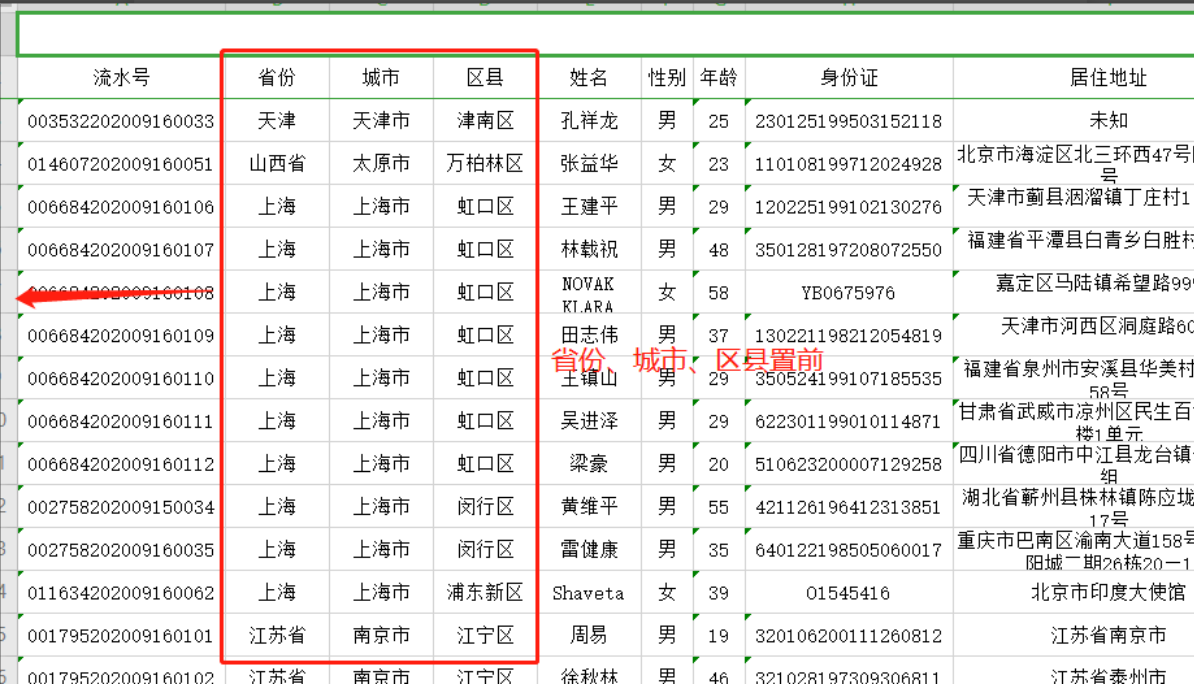 流水号 省份 城市 区县 姓名 性别 年龄 身份证 居住地址
003532202009160033 天津 天津市 津南区 孔祥龙 男 25 230125199503152118 未知
014607202009160051 山西省 太原市 万柏林区 张益华 女 23 110108199712024928 北京市海淀区北三环西47号
号
006684202009160106 上海 上海市 虹口区 王建平 男 29 120225199102130276 天津市蓟县洇溜镇丁庄村1
006684202009160107 上海 上海市 虹口区 林载祝 男 48 350128197208072550 福建省平潭县白青乡白胜村
006684202009160108 上海 上海市 虹口区 NOVAK KLARA 女 58 YB0675976 嘉定区马陆镇希望路99
006684202009160109 上海 上海市 虹口区 田志伟 男 37 130221198212054819 天津市河西区洞庭路60
省份、城市、区县置前
006684202009160110 上海 上海市 虹口区 王镇山 男 29 350524199107185535 福建省泉州市安溪县华美村
58号
006684202009160111 上海 上海市 虹口区 吴进泽 男 29 622301199010114871 甘肃省武威市凉州区民生百
楼1单元
006684202009160112 上海 上海市 虹口区 梁豪 男 20 510623200007129258 四川省德阳市中江县龙台镇
组
002758202009150034 上海 上海市 闵行区 黄维平 男 55 421126196412313851 湖北省蕲州县株林镇陈应垅
17号
002758202009160035 上海 上海市 闵行区 雷健康 男 35 640122198505060017 重庆市巴南区渝南大道158号
阳城二期26栋20一1
011634202009160062 上海 上海市 浦东新区 Shaveta 女 39 O1545416 北京市印度大使馆
001795202009160101 江苏省 南京市 江宁区 周易 男 19 320106200111260812 江苏省南京市
001795202009160102 江苏省 南京市 江宁区 徐秋林 男 46 321028197309306811 江苏省泰州市